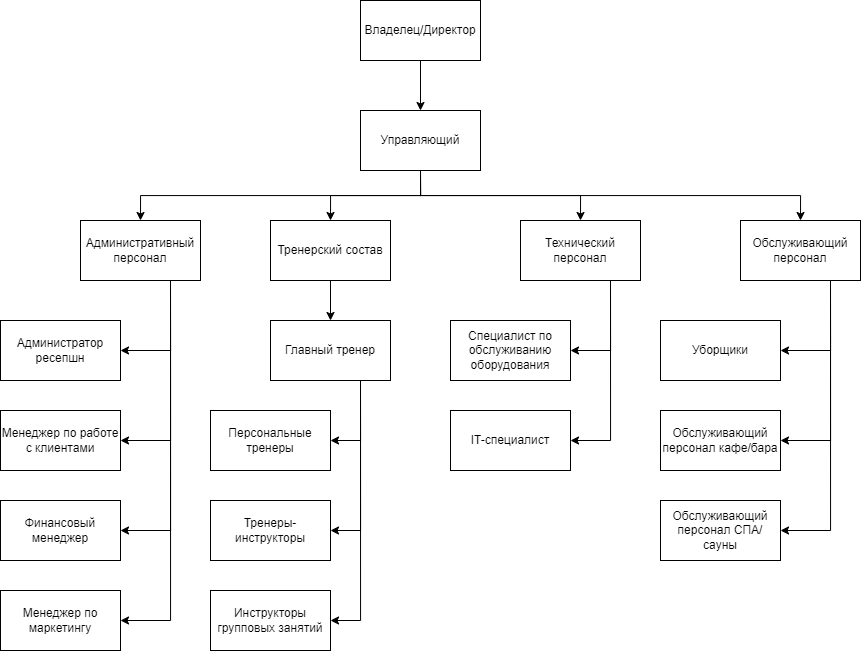 Владелец/Директор
Управляющий
Административный
персонал
Тренерский состав
Технический
персонал
Обслуживающий
персонал
Администратор
ресепшн
Главный тренер
Специалист по
обслуживанию
оборудования
Уборщики
Менеджер по работе
с клиентами
Персональные
тренеры
IT-специалист
Обслуживающий
персонал кафе/бара
Финансовый
менеджер
Тренеры-
инструкторы
Обслуживающий
персонал СПА/
сауны
Менеджер по
маркетингу
Инструкторы
групповых занятий